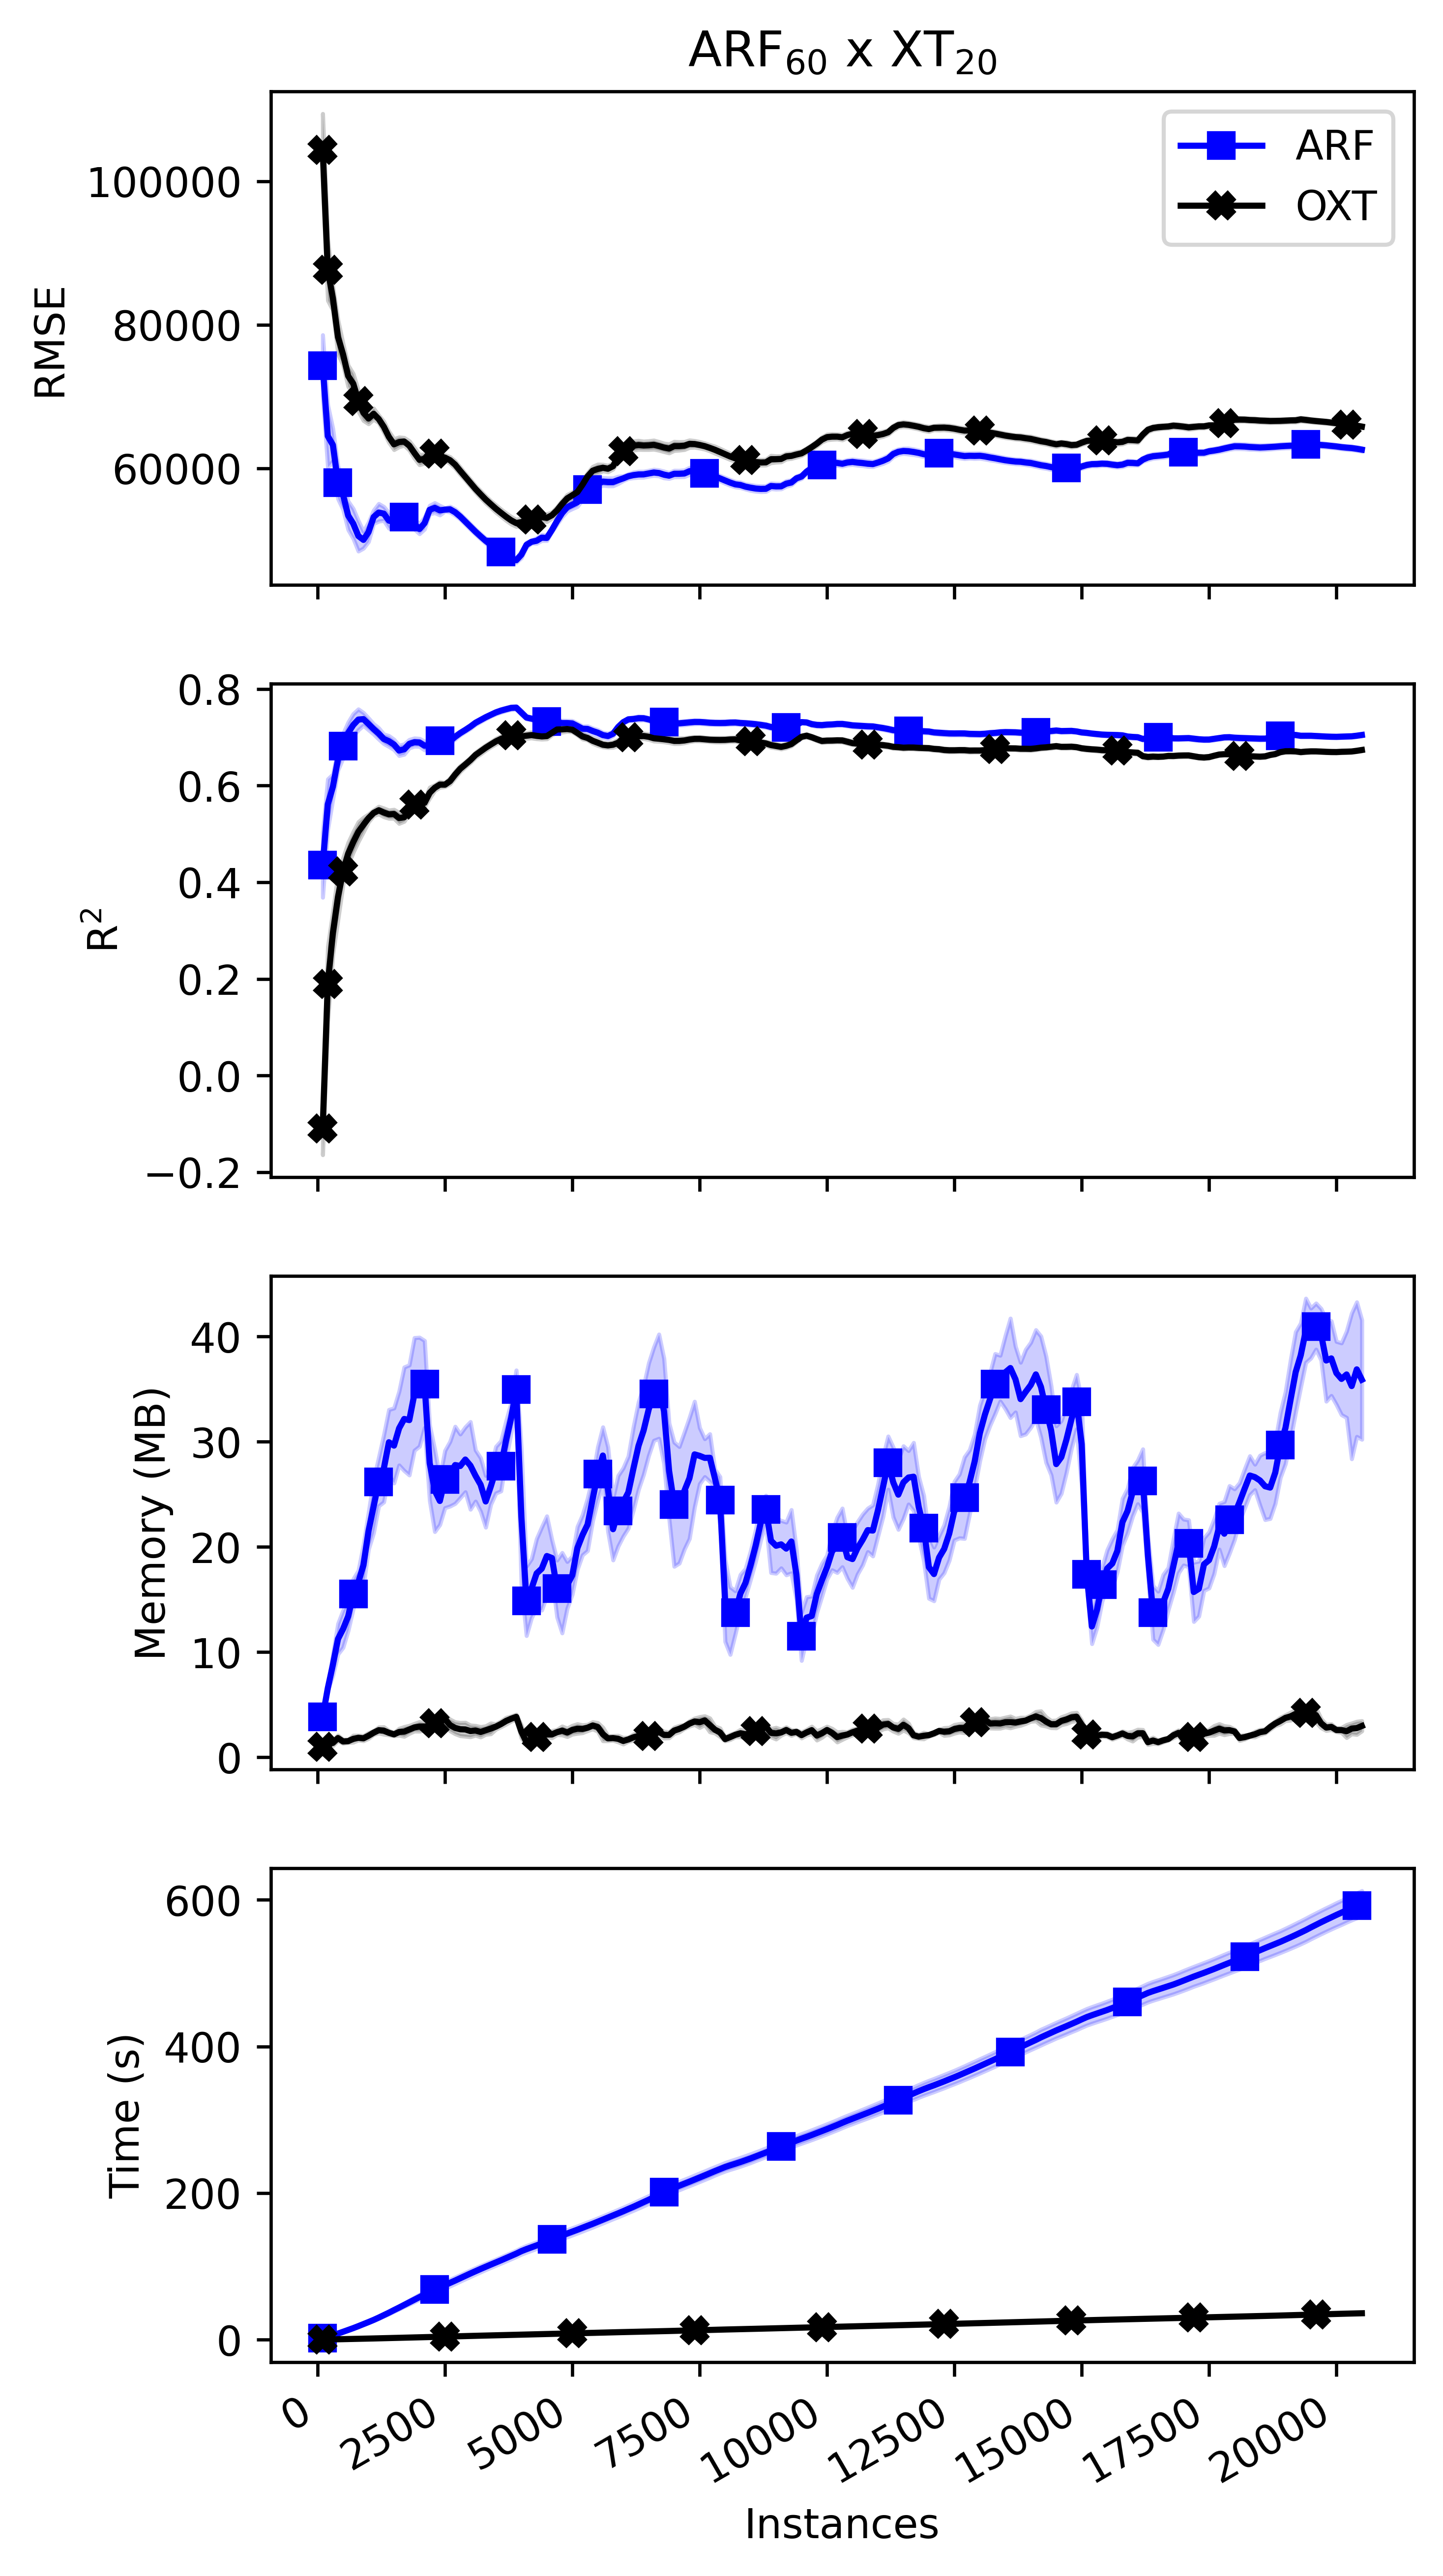 ARF₆₀ x XT₂₀
ARF
OXT
RMSE
100000
80000
60000
R²
0.8
0.6
0.4
0.2
0.0
−0.2
Memory (MB)
40
30
20
10
0
Time (s)
600
400
200
0
0 2500 5000 7500 10000 12500 15000 17500 20000
Instances